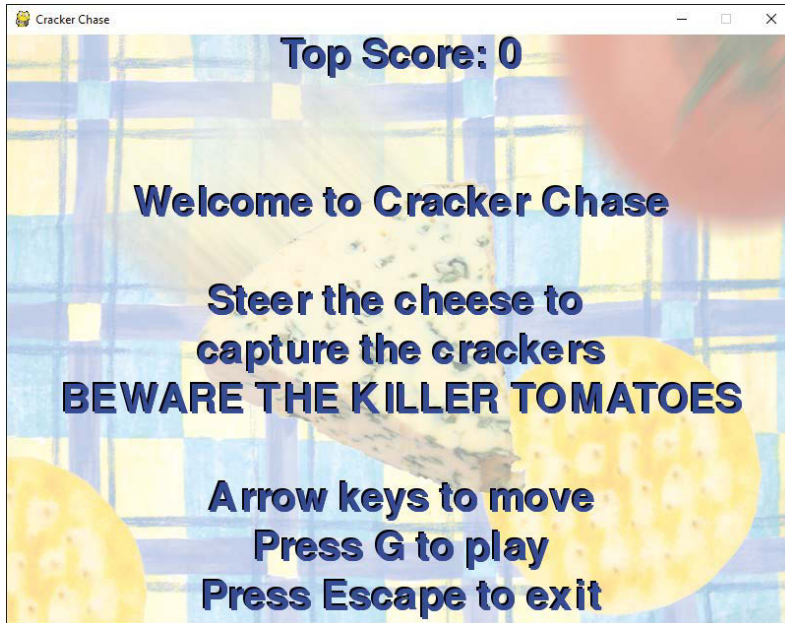 Cracker Chase
Top Score: 0
Welcome to Cracker Chase
Steer the cheese to
capture the crackers
BEWARE THE KILLER TOMATOES
Arrow keys to move
Press G to play
Press Escape to exit